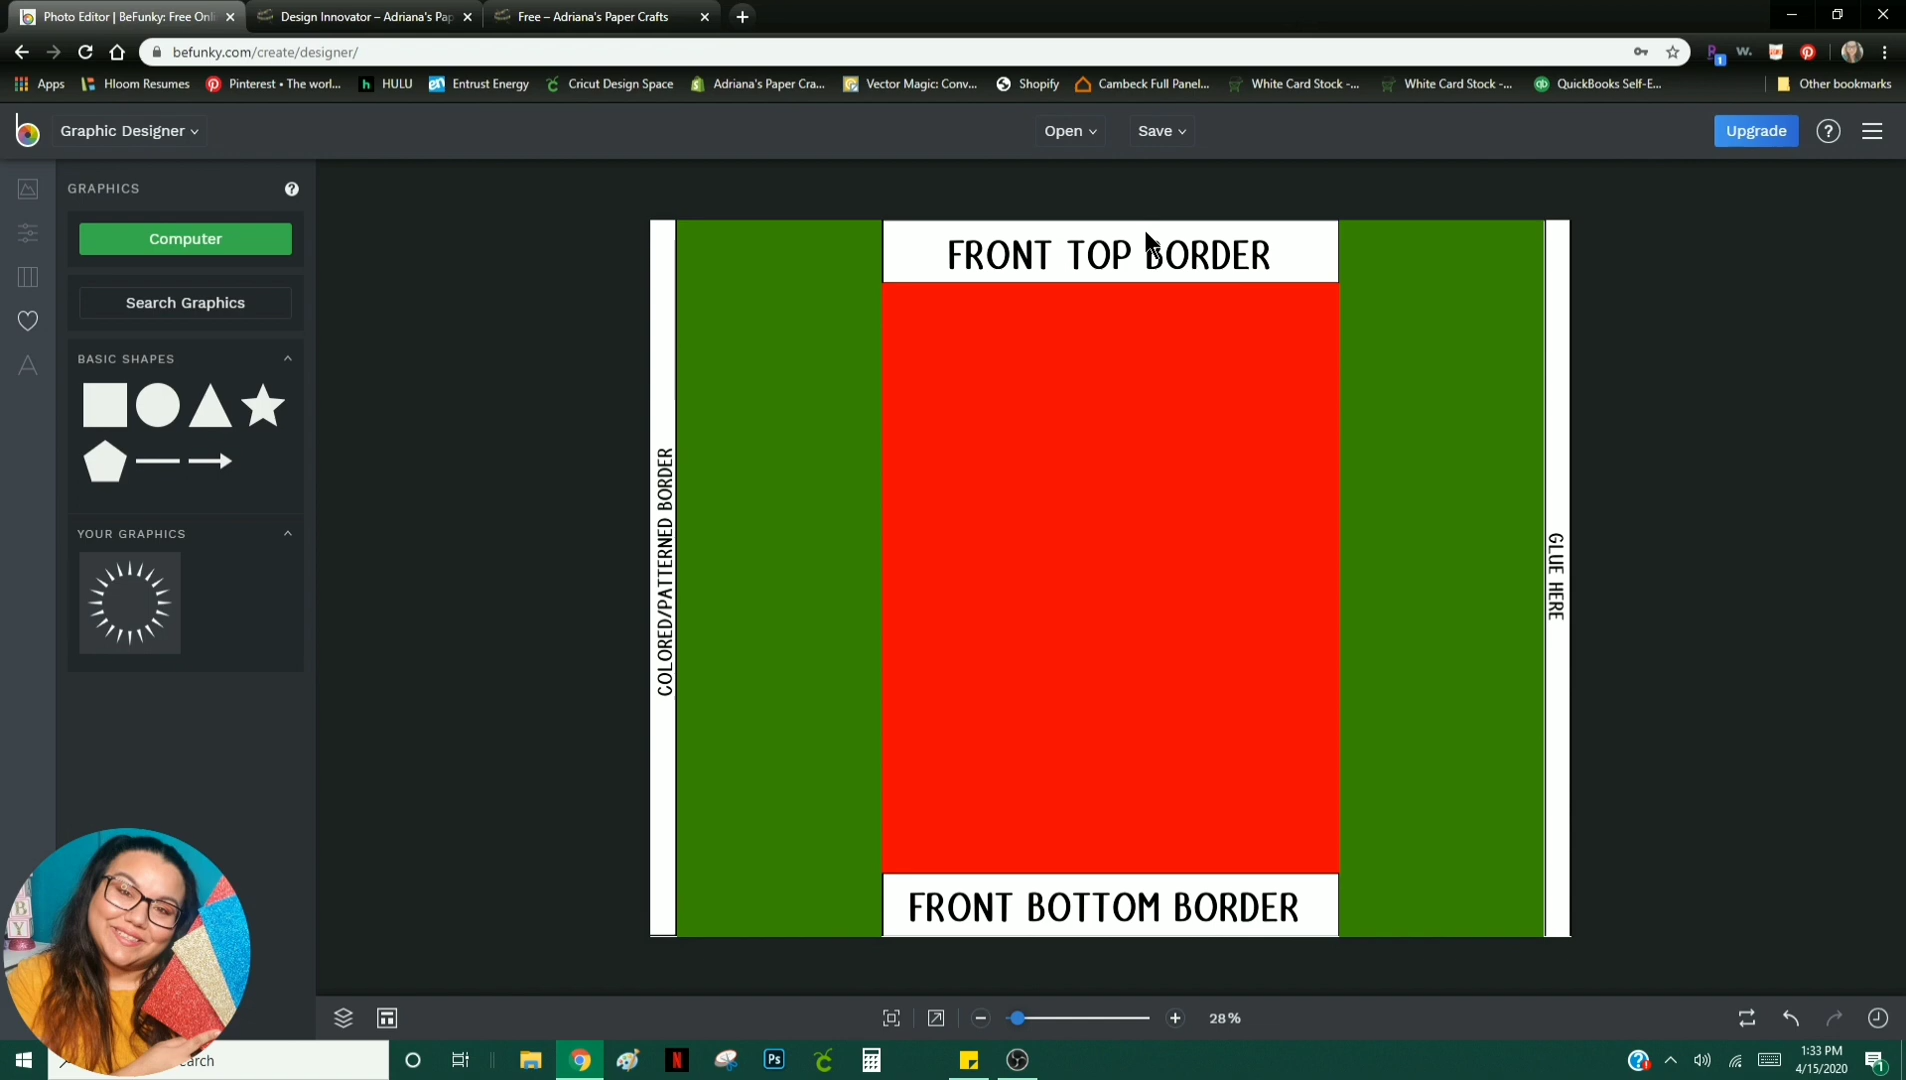 Photo Editor | BeFunky: Free Onl
Design Innovator – Adriana's Pap
Free – Adriana's Paper Crafts
befunky.com/create/designer/
Apps
Hloom Resumes
Pinterest • The worl...
HULU
Entrust Energy
Cricut Design Space
Adriana's Paper Cra...
Vector Magic: Conv...
Shopify
Cambeck Full Panel...
White Card Stock -...
White Card Stock -...
QuickBooks Self-E...
Other bookmarks
Graphic Designer
Open
Save
Upgrade
GRAPHICS
Computer
Search Graphics
BASIC SHAPES
YOUR GRAPHICS
FRONT TOP BORDER
COLORED/PATTERNED BORDER
GLUE HERE
FRONT BOTTOM BORDER
28%
1:33 PM
4/15/2020